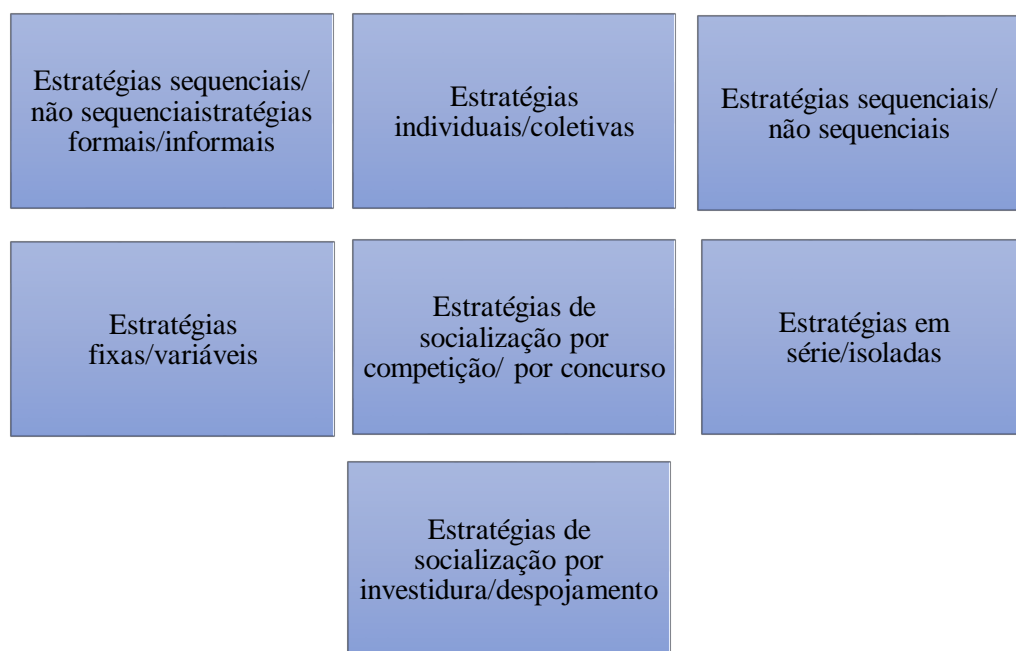 Estratégias sequenciais/
não sequenciaistratégias
formais/informais
Estratégias
individuais/coletivas
Estratégias sequenciais/
não sequenciais
Estratégias
fixas/variáveis
Estratégias de
socialização por
competição/ por concurso
Estratégias em
série/isoladas
Estratégias de
socialização por
investidura/despojamento